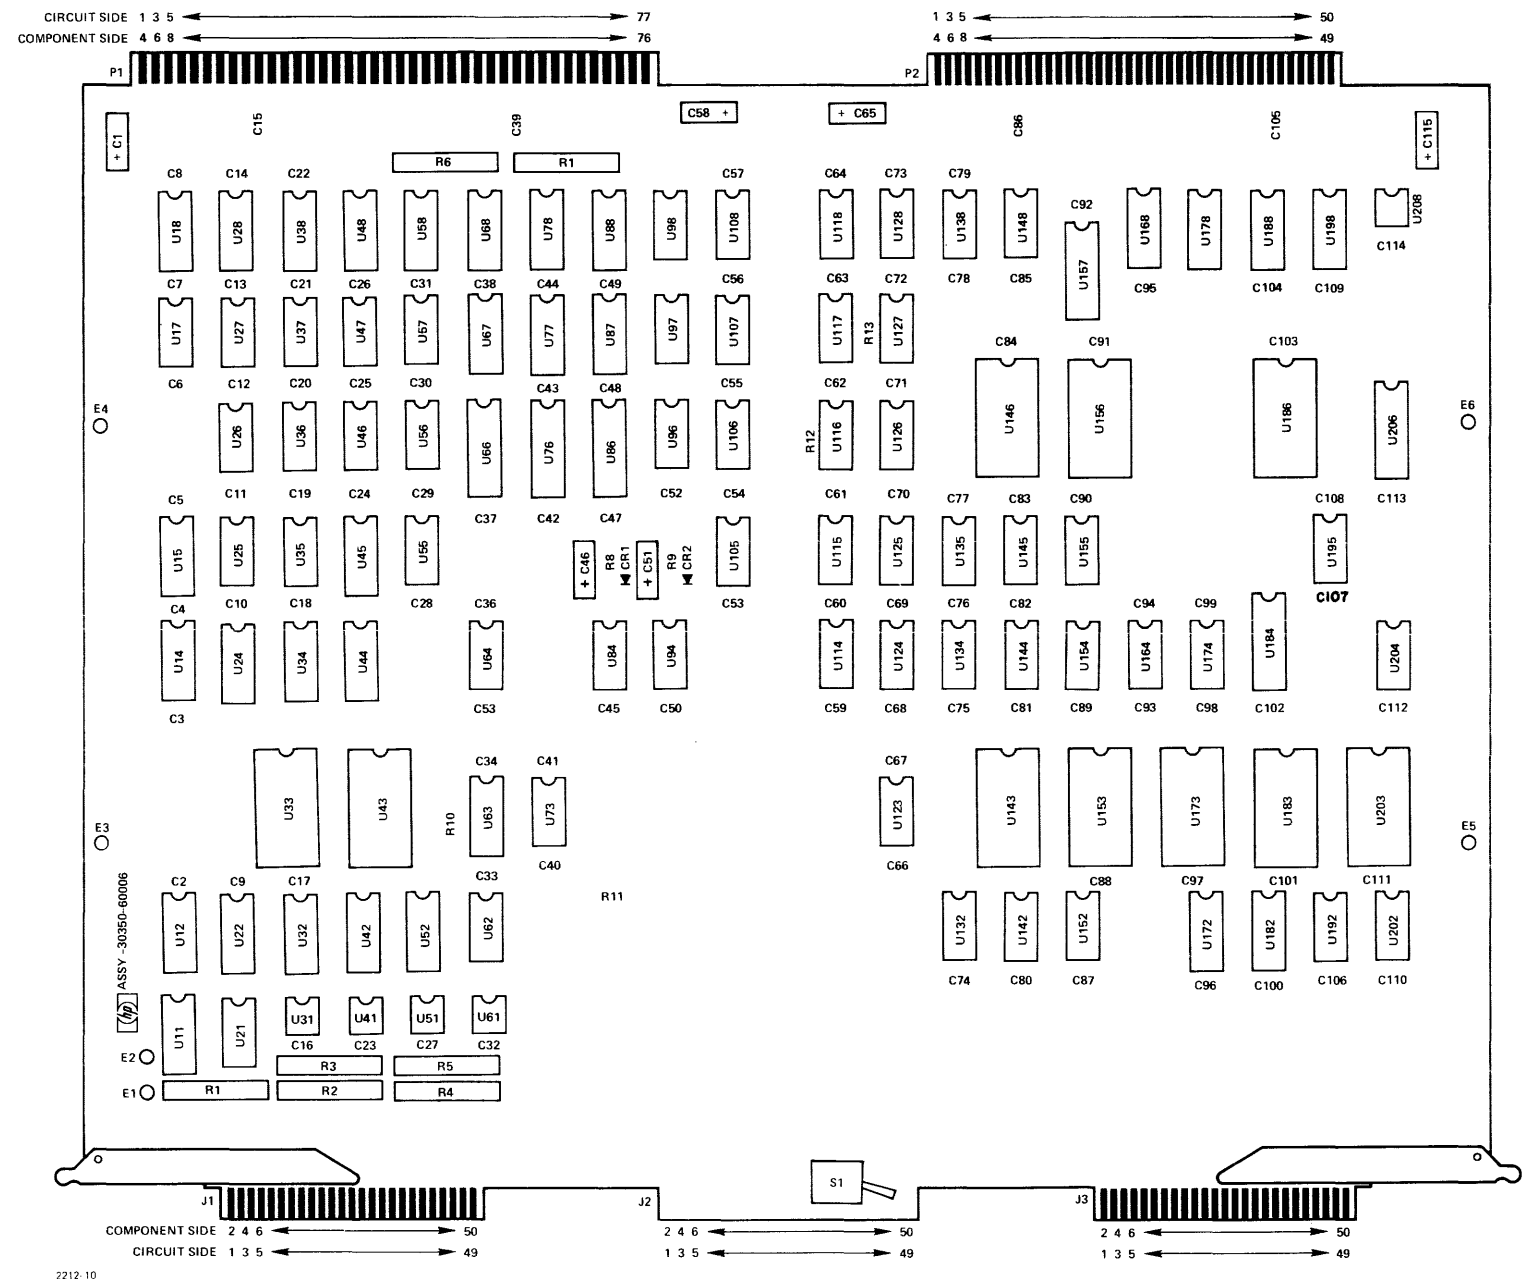 CIRCUIT SIDE 1 3 5 77 1 3 5 50
COMPONENT SIDE 4 6 8 76 4 6 8 49
P1 P2
C58 + + C65
+ C1 C15 C39 C86 C105 + C115
R6 R1
C8 C14 C22 C57 C64 C73 C79
C92
U18 U28 U38 U48 U58 U68 U78 U88 U98 U108 U118 U128 U138 U148 U157 U168 U178 U188 U198 U208
C114
C7 C13 C21 C26 C31 C38 C44 C49 C56 C63 C72 C78 C85 C95 C104 C109
U17 U27 U37 U47 U57 U67 U77 U87 U97 U107 U117 R13 U127
C84 C91 C103
C6 C12 C20 C25 C30 C43 C48 C55 C62 C71
E4 E6
U26 U36 U46 U56 U66 U76 U86 U96 U106 R12 U116 U126 U146 U156 U186 U206
C5 C11 C19 C24 C29 C52 C54 C61 C70 C77 C83 C90 C108 C113
C37 C42 C47
U15 U25 U35 U45 U55 + C46 R8 CR1 + C51 R9 CR2 U105 U115 U125 U135 U145 U155 U195
C4 C10 C18 C28 C36 C53 C60 C69 C76 C82 C94 C99 C107
U14 U24 U34 U44 U64 U84 U94 U114 U124 U134 U144 U154 U164 U174 U184 U204
C3 C53 C45 C50 C59 C68 C75 C81 C89 C93 C98 C102 C112
C34 C41 C67
U33 U43 R10 U63 U73 U123 U143 U153 U173 U183 U203
E3 E5
C40 C66
C2 C9 C17 C33 C88 C97 C101 C111
ASSY -30350-60006
R11
U12 U22 U32 U42 U52 U62 U132 U142 U152 U172 U182 U192 U202
C74 C80 C87 C96 C100 C106 C110
hp
U11 U21 U31 U41 U51 U61
C16 C23 C27 C32
E2
R3 R5
E1
R1 R2 R4
S1
J1 J2 J3
COMPONENT SIDE 2 4 6 50 2 4 6 50 2 4 6 50
CIRCUIT SIDE 1 3 5 49 1 3 5 49 1 3 5 49
2212-10